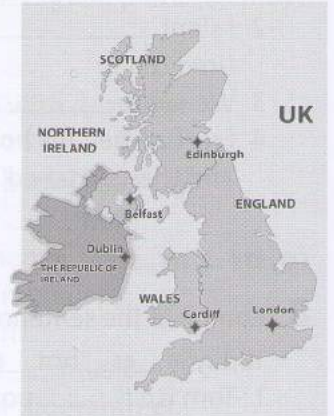 SCOTLAND
UK
NORTHERN
IRELAND
Edinburgh
ENGLAND
Belfast
Dublin
THE REPUBLIC OF
IRELAND
WALES
Cardiff
London